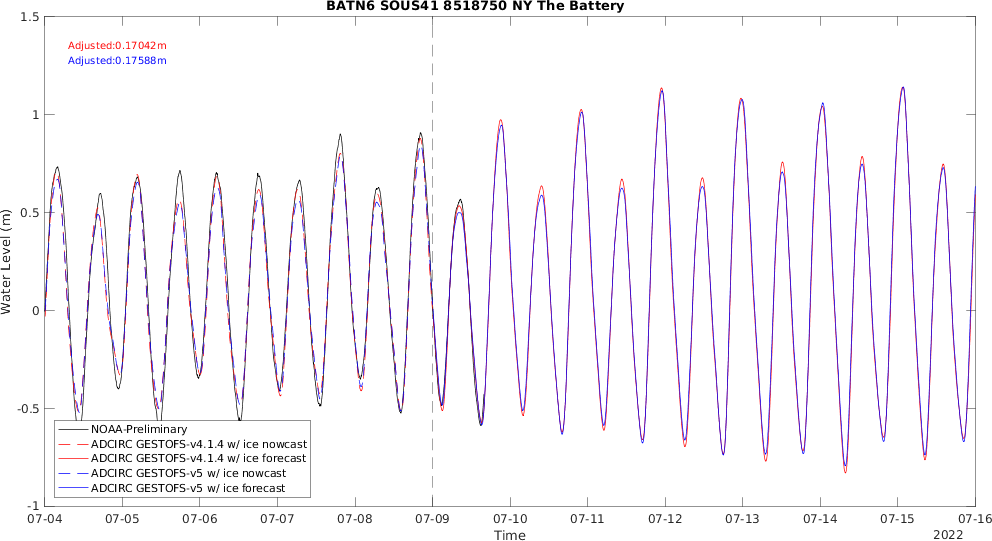 BATN6 SOUS41 8518750 NY The Battery
Adjusted:0.17042m
Adjusted:0.17588m
1.5
1
0.5
0
-0.5
-1
Water Level (m)
NOAA-Preliminary
ADCIRC GESTOFS-v4.1.4 w/ ice nowcast
ADCIRC GESTOFS-v4.1.4 w/ ice forecast
ADCIRC GESTOFS-v5 w/ ice nowcast
ADCIRC GESTOFS-v5 w/ ice forecast
07-04 07-05 07-06 07-07 07-08 07-09 07-10 07-11 07-12 07-13 07-14 07-15 07-16
Time
2022